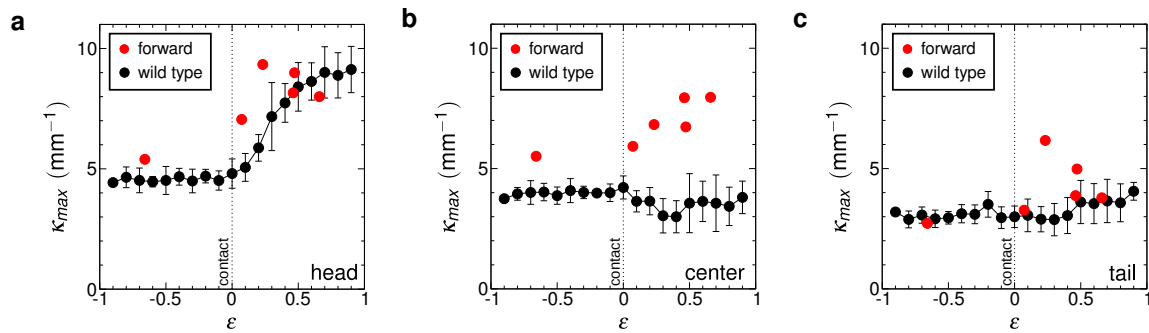 a
κmax (mm−1)
10
5
0
forward
wild type
contact
head
-1 -0.5 0 0.5 1
ε
b
κmax (mm−1)
10
5
0
forward
wild type
contact
center
-1 -0.5 0 0.5 1
ε
c
κmax (mm−1)
10
5
0
forward
wild type
contact
tail
-1 -0.5 0 0.5 1
ε